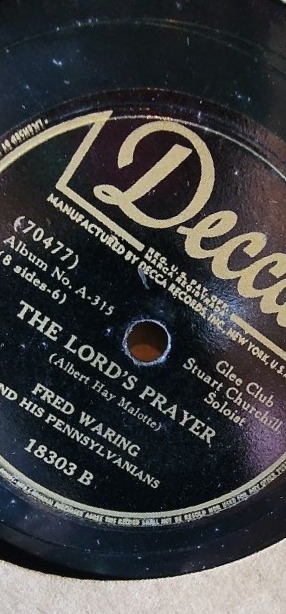 Decca
REG. U.S. PAT. OFF.
MANUFACTURED BY DECCA RECORDS, INC. NEW YORK, U.S.
(70477)
Album No. A-315
(8 sides-6)
Glee Club
Stuart Churchill
Soloist
THE LORD'S PRAYER
(Albert Hay Malotte)
FRED WARING
ND HIS PENNSYLVANIANS
18303 B